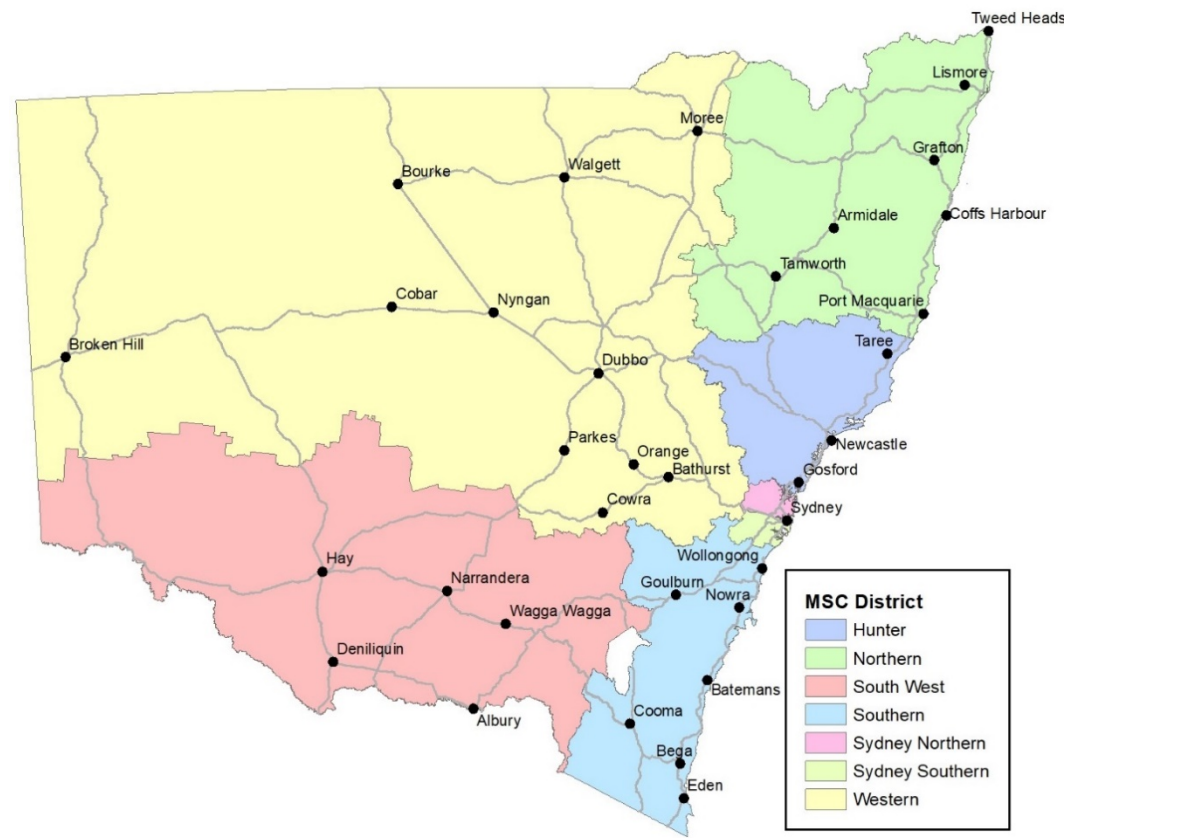 Tweed Heads
Lismore
Moree
Grafton
Walgett
Bourke
Armidale
Coffs Harbour
Tamworth
Cobar
Nyngan
Port Macquarie
Broken Hill
Taree
Dubbo
Parkes
Newcastle
Orange
Bathurst
Gosford
Cowra
Sydney
Wollongong
Hay
Narrandera
Goulburn
Nowra
Wagga Wagga
MSC District
Hunter
Northern
South West
Southern
Sydney Northern
Sydney Southern
Western
Deniliquin
Batemans
Albury
Cooma
Bega
Eden